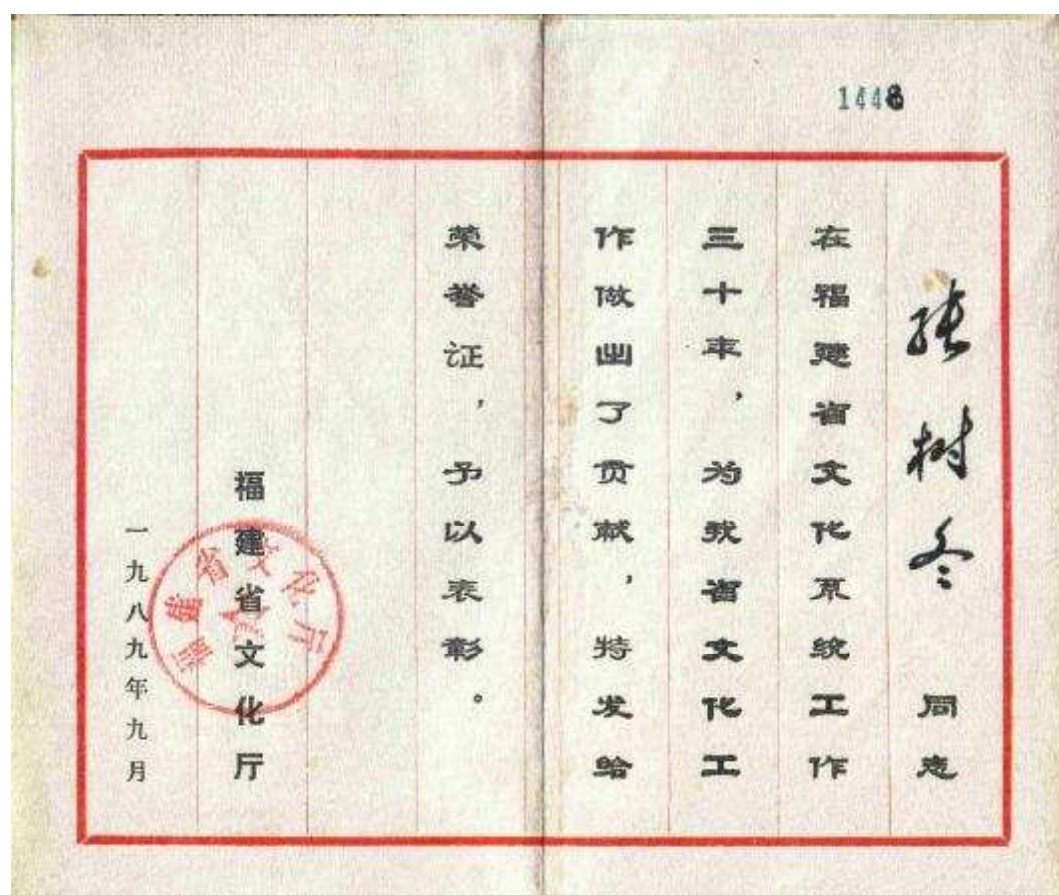 1448
张树冬 同志
在福建省文化系统工作
三十年，为我省文化工
作做出了贡献，特发给
荣誉证，予以表彰。
福建省文化厅
一九八九年九月
福建省文化厅